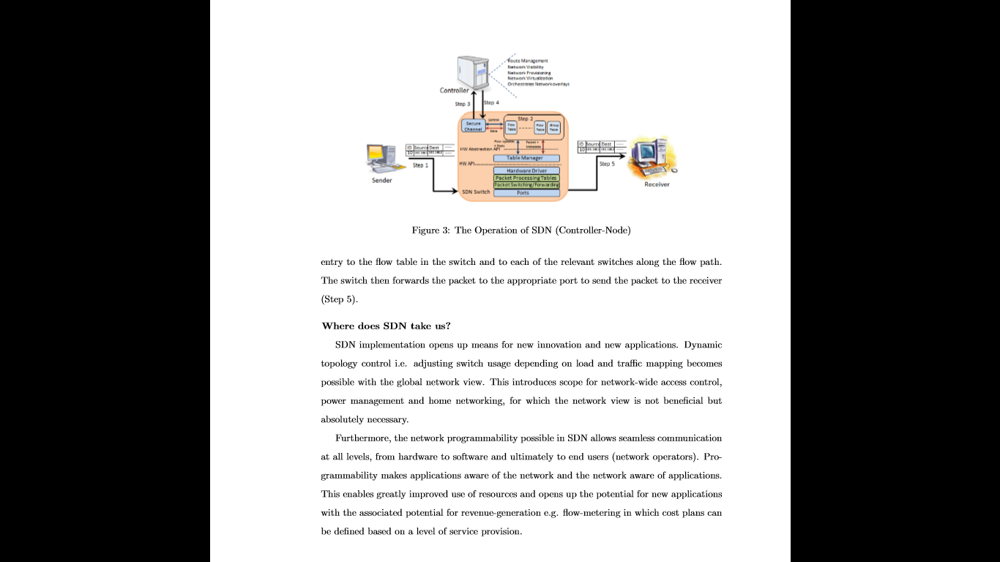 Route Management
Network Visibility
Network Provisioning
Network Virtualization
Orchestrates Network overlays
Controller
Step 3
Step 4
Step 2
Control
Secure
Channel
Data
Flow
Table
Flow
Table
Group
Table
Packet +
Metadata
HW Abstraction API
Table Manager
HW API
Hardware Driver
Packet Processing Tables
Packet Switching/Forwarding
SDN Switch
Ports
ID Source Dest
10
Step 1
Sender
ID Source Dest
10
Step 5
Receiver
Figure 3: The Operation of SDN (Controller-Node)
entry to the flow table in the switch and to each of the relevant switches along the flow path.
The switch then forwards the packet to the appropriate port to send the packet to the receiver
(Step 5).
Where does SDN take us?
SDN implementation opens up means for new innovation and new applications. Dynamic
topology control i.e. adjusting switch usage depending on load and traffic mapping becomes
possible with the global network view. This introduces scope for network-wide access control,
power management and home networking, for which the network view is not beneficial but
absolutely necessary.
Furthermore, the network programmability possible in SDN allows seamless communication
at all levels, from hardware to software and ultimately to end users (network operators). Pro-
grammability makes applications aware of the network and the network aware of applications.
This enables greatly improved use of resources and opens up the potential for new applications
with the associated potential for revenue-generation e.g. flow-metering in which cost plans can
be defined based on a level of service provision.